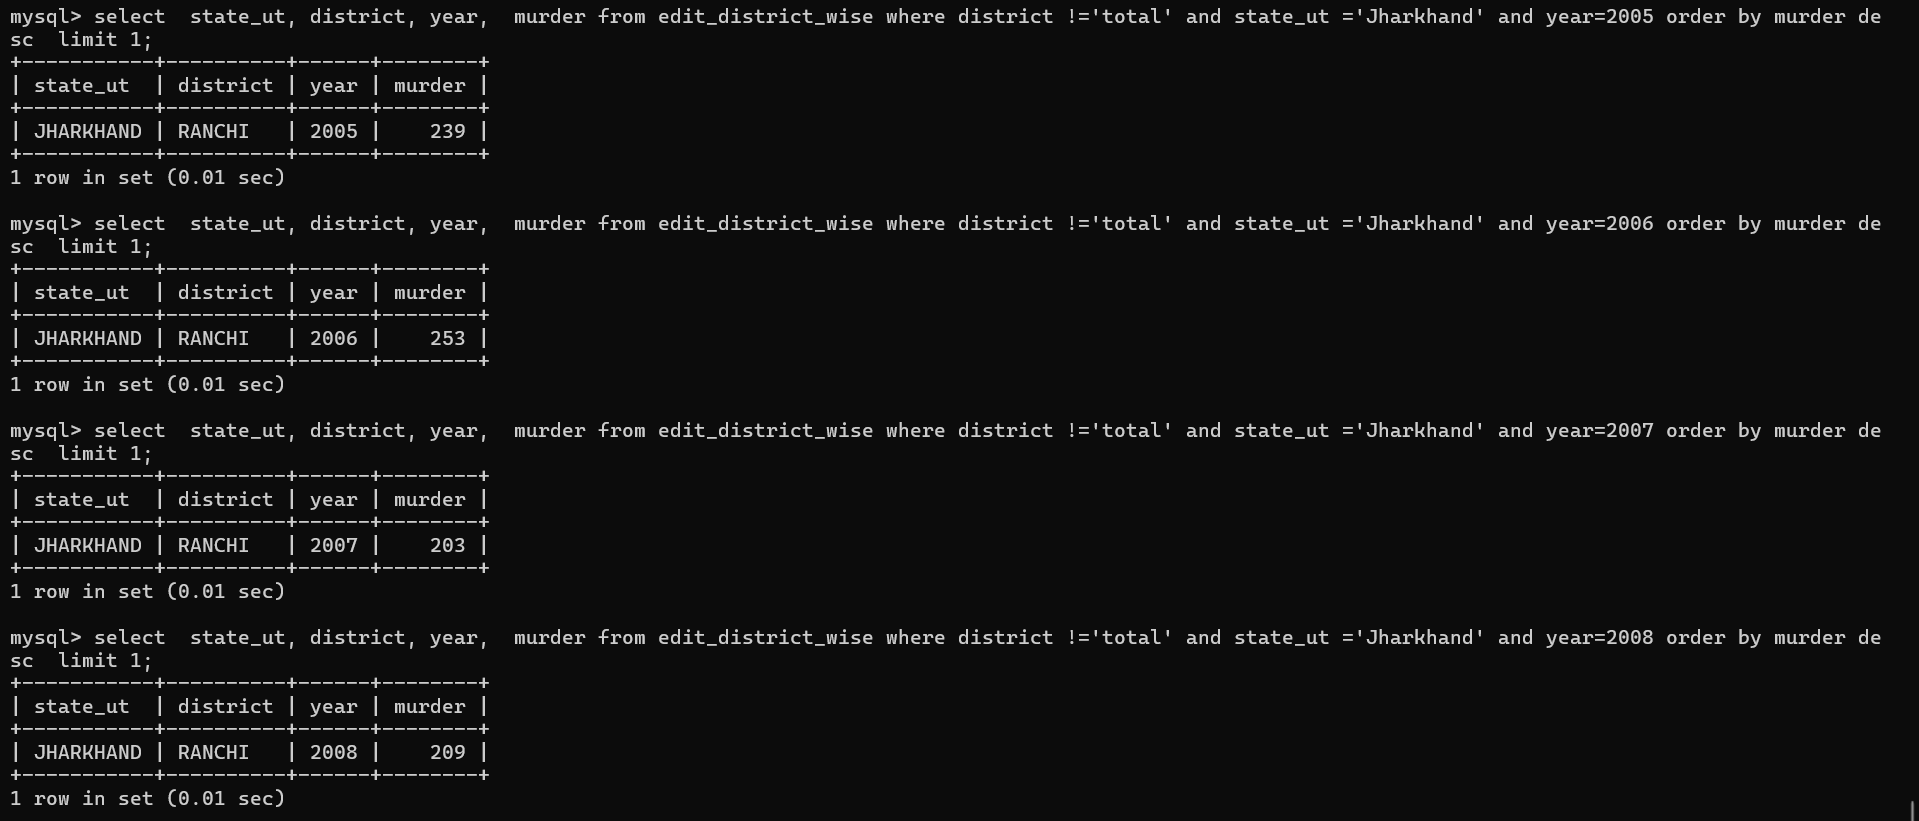 mysql> select  state_ut, district, year,  murder from edit_district_wise where district !='total' and state_ut ='Jharkhand' and year=2005 order by murder de
sc  limit 1;
+-----------+----------+------+--------+
| state_ut  | district | year | murder |
+-----------+----------+------+--------+
| JHARKHAND | RANCHI   | 2005 |    239 |
+-----------+----------+------+--------+
1 row in set (0.01 sec)

mysql> select  state_ut, district, year,  murder from edit_district_wise where district !='total' and state_ut ='Jharkhand' and year=2006 order by murder de
sc  limit 1;
+-----------+----------+------+--------+
| state_ut  | district | year | murder |
+-----------+----------+------+--------+
| JHARKHAND | RANCHI   | 2006 |    253 |
+-----------+----------+------+--------+
1 row in set (0.01 sec)

mysql> select  state_ut, district, year,  murder from edit_district_wise where district !='total' and state_ut ='Jharkhand' and year=2007 order by murder de
sc  limit 1;
+-----------+----------+------+--------+
| state_ut  | district | year | murder |
+-----------+----------+------+--------+
| JHARKHAND | RANCHI   | 2007 |    203 |
+-----------+----------+------+--------+
1 row in set (0.01 sec)

mysql> select  state_ut, district, year,  murder from edit_district_wise where district !='total' and state_ut ='Jharkhand' and year=2008 order by murder de
sc  limit 1;
+-----------+----------+------+--------+
| state_ut  | district | year | murder |
+-----------+----------+------+--------+
| JHARKHAND | RANCHI   | 2008 |    209 |
+-----------+----------+------+--------+
1 row in set (0.01 sec)